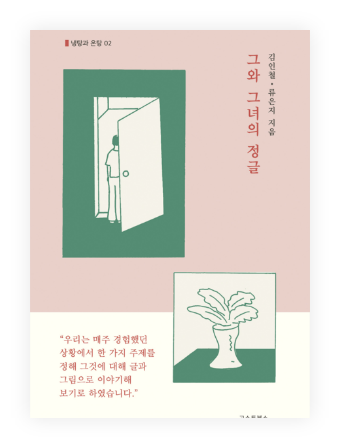 냉탕과 온탕 02
김인철·류은지 지음
그와 그녀의 정글
“우리는 매주 경험했던
상황에서 한 가지 주제를
정해 그것에 대해 글과
그림으로 이야기해
보기로 하였습니다.”